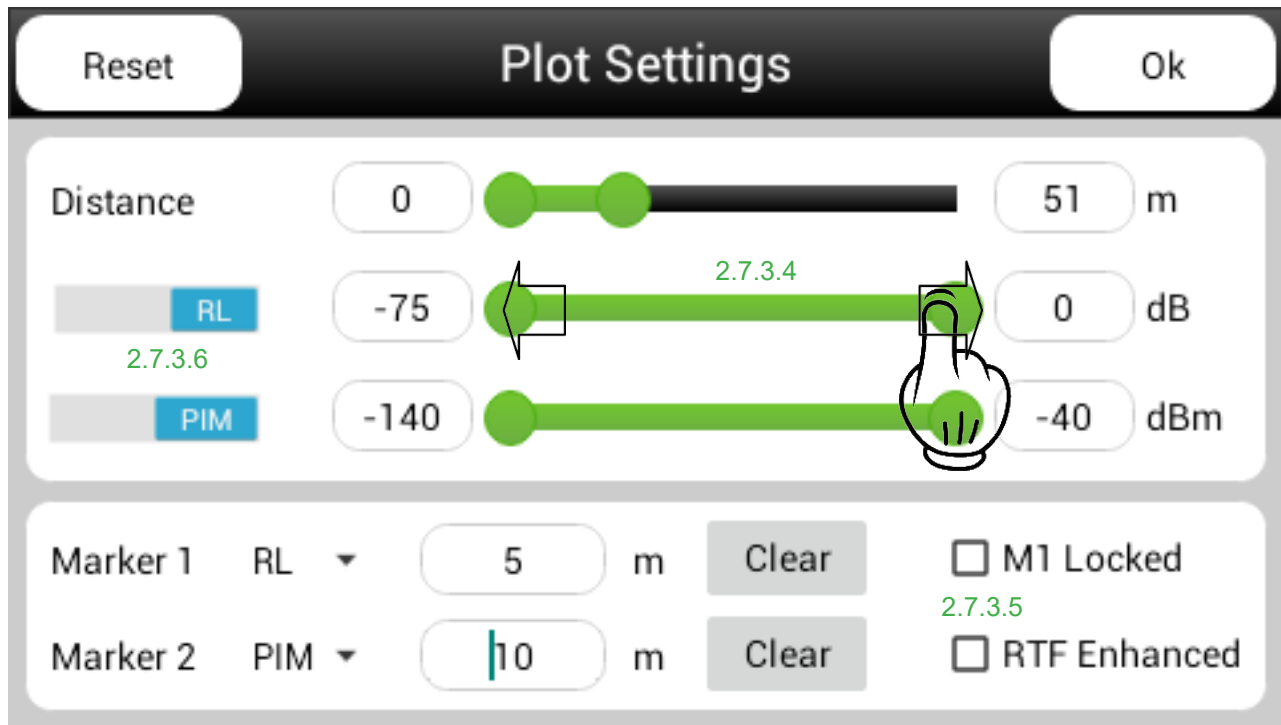 Reset Plot Settings Ok
Distance 0 51 m
2.7.3.4
RL -75 0 dB
2.7.3.6
PIM -140 -40 dBm
Marker 1 RL 5 m Clear M1 Locked
2.7.3.5
Marker 2 PIM 10 m Clear RTF Enhanced